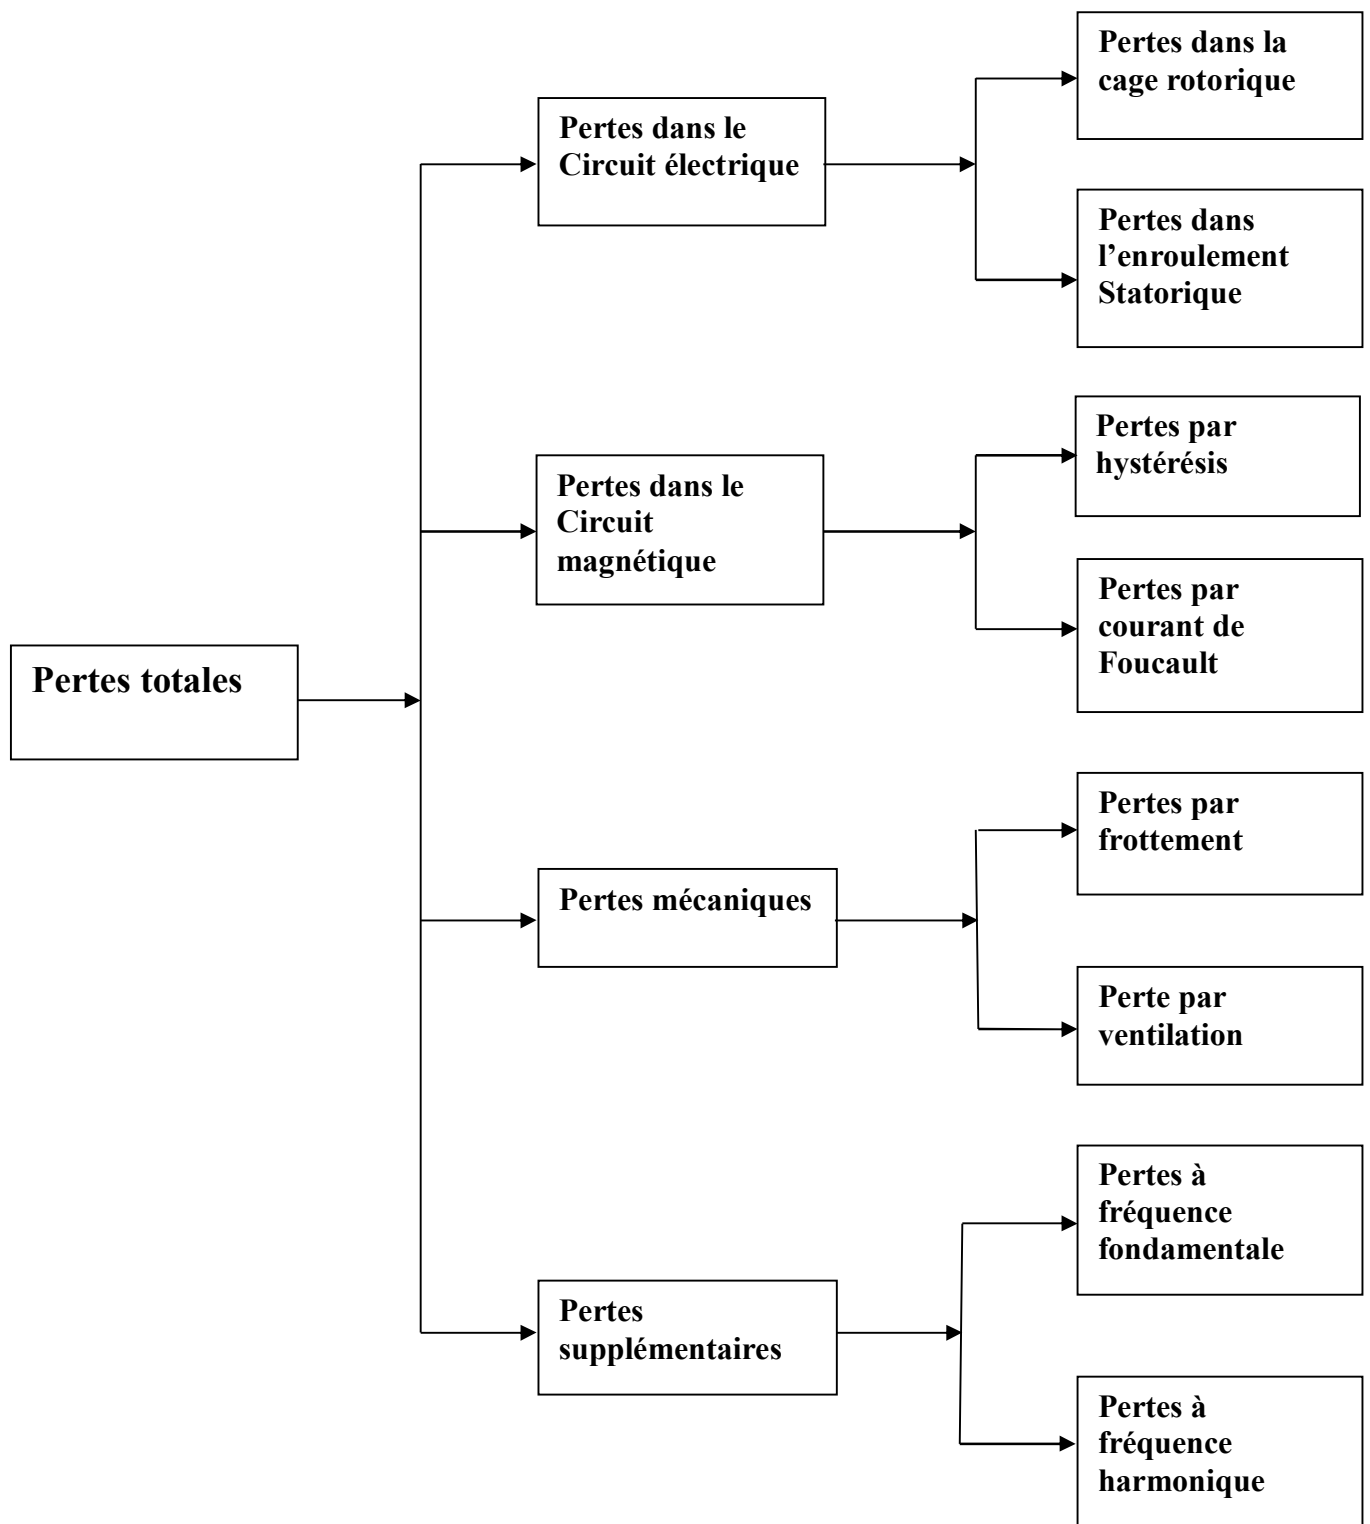 Pertes totales
Pertes dans le
Circuit électrique
Pertes dans la
cage rotorique
Pertes dans
l’enroulement
Statorique
Pertes dans le
Circuit
magnétique
Pertes par
hystérésis
Pertes par
courant de
Foucault
Pertes mécaniques
Pertes par
frottement
Perte par
ventilation
Pertes
supplémentaires
Pertes à
fréquence
fondamentale
Pertes à
fréquence
harmonique